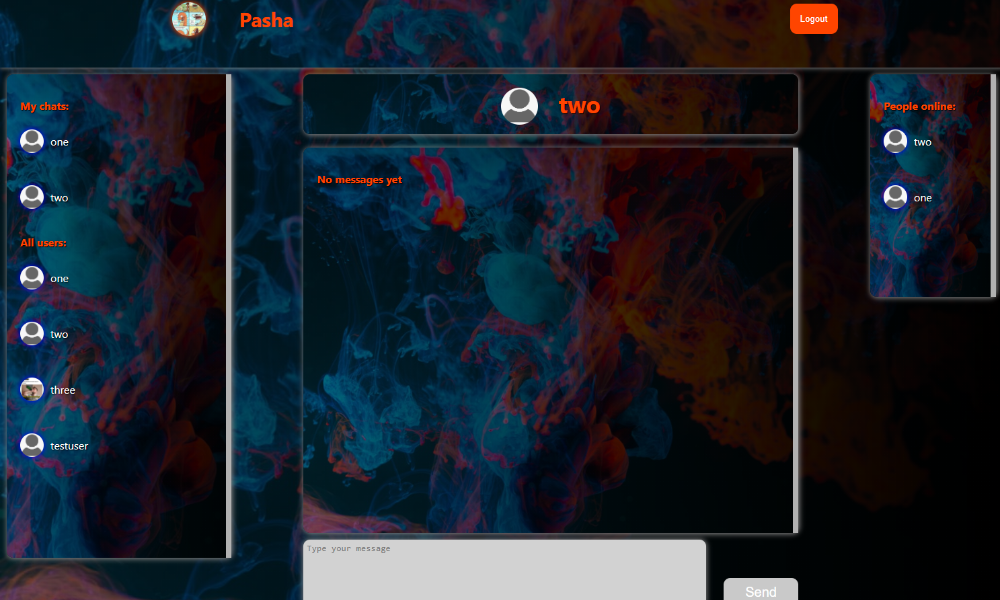 Pasha
Logout
My chats:
one
two
All users:
one
two
three
testuser
two
No messages yet
Type your message
Send
People online:
two
one